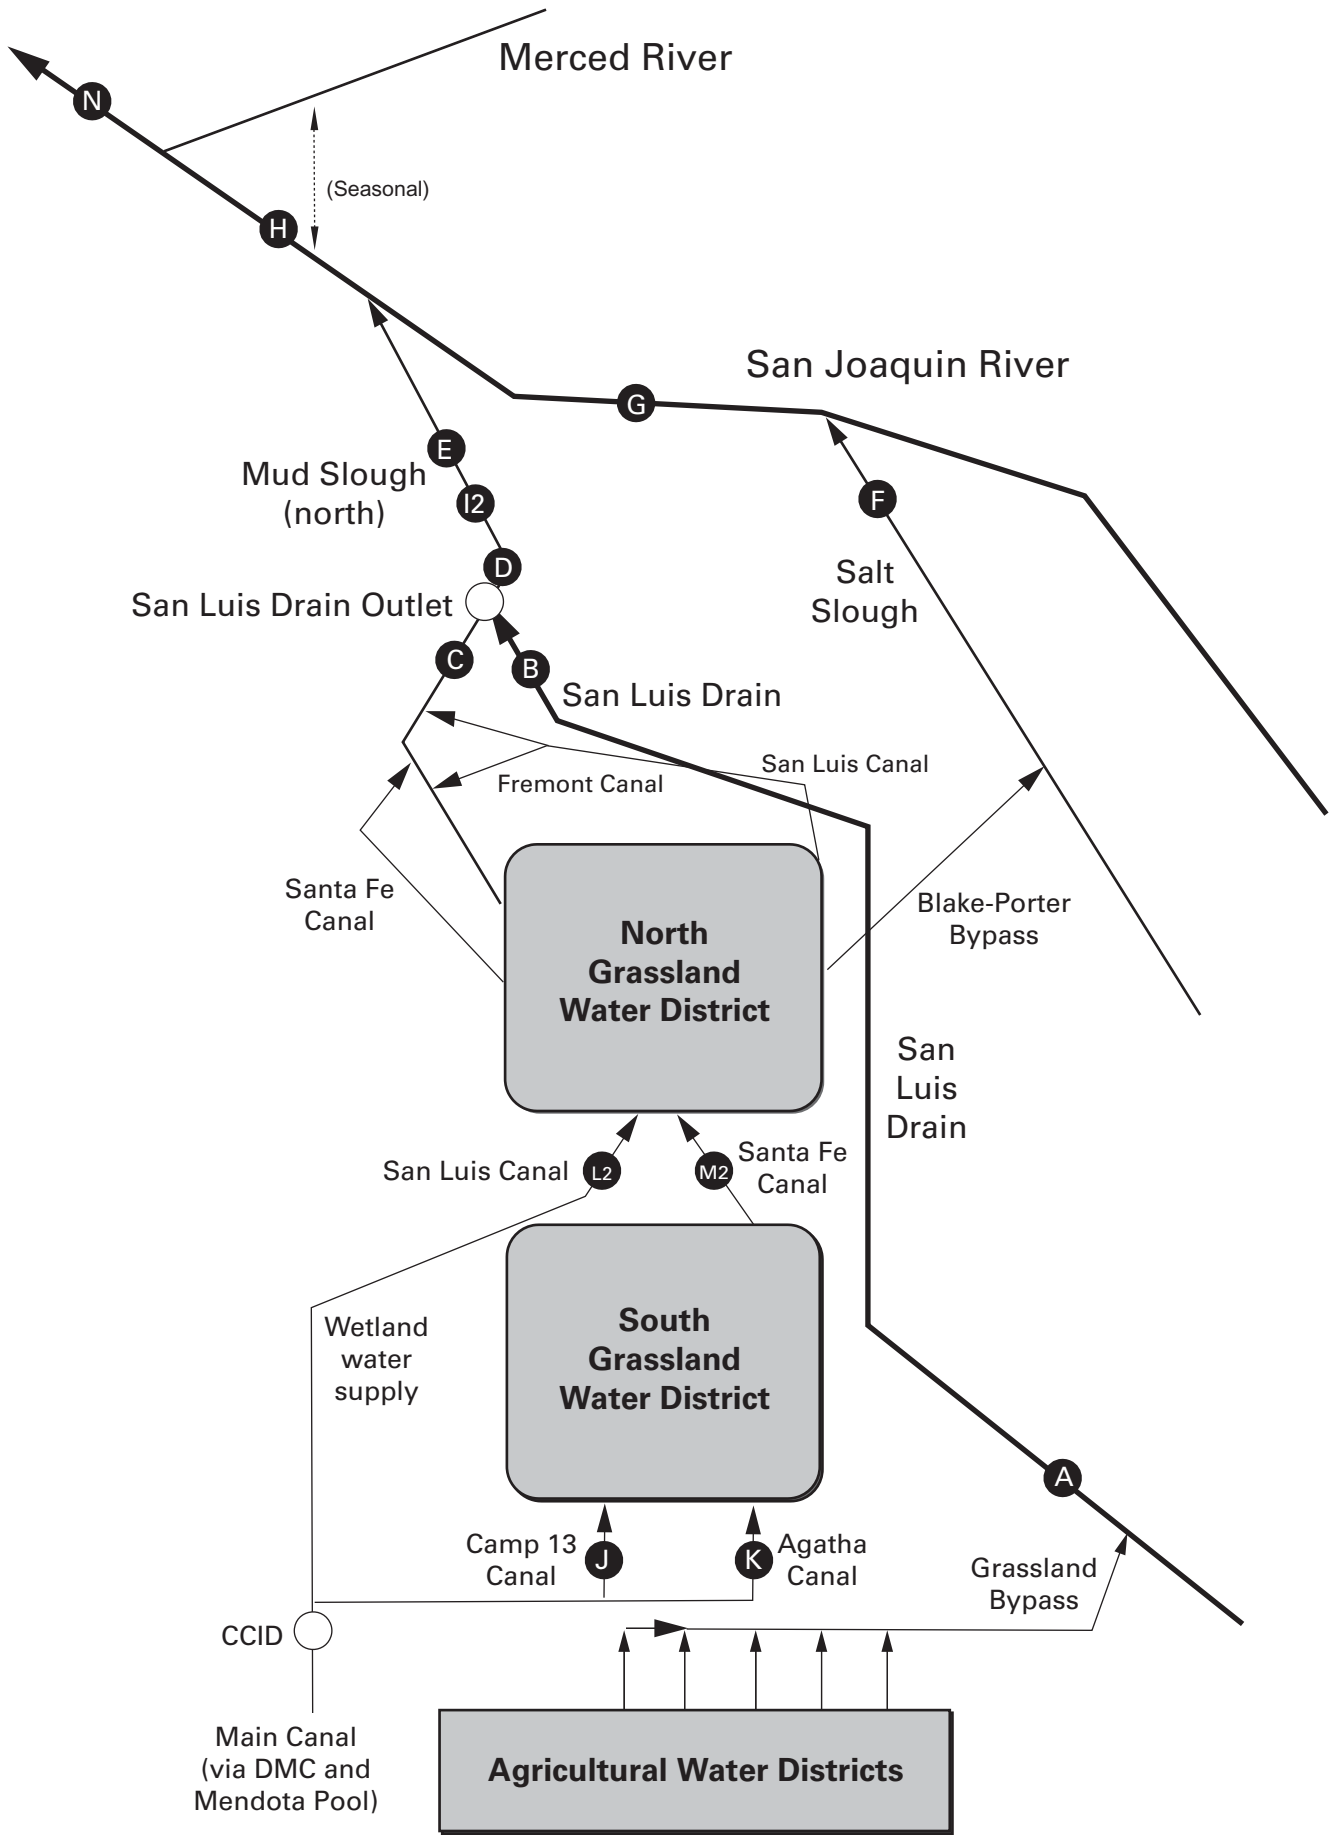 Merced River
N
(Seasonal)
H
San Joaquin River
G
E
Mud Slough
(north)
I2
F
D
Salt
Slough
San Luis Drain Outlet
C
B
San Luis Drain
San Luis Canal
Fremont Canal
Santa Fe
Canal
North
Grassland
Water District
Blake-Porter
Bypass
San
Luis
Drain
San Luis Canal
L2
M2
Santa Fe
Canal
Wetland
water
supply
South
Grassland
Water District
A
Camp 13
Canal
J
K
Agatha
Canal
Grassland
Bypass
CCID
Main Canal
(via DMC and
Mendota Pool)
Agricultural Water Districts